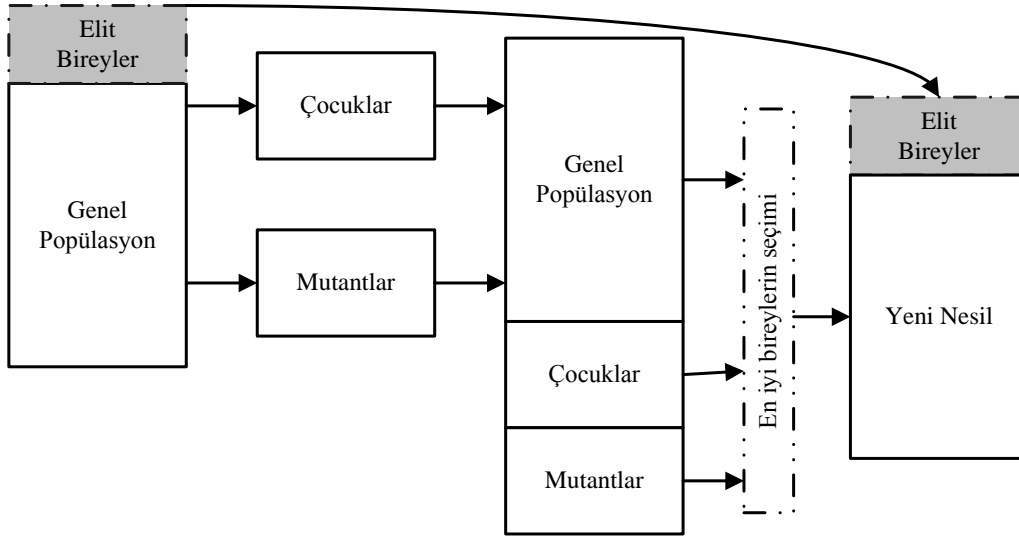 Elit
Bireyler
Genel
Popülasyon
Çocuklar
Mutantlar
Genel
Popülasyon
Çocuklar
Mutantlar
En iyi bireylerin seçimi
Elit
Bireyler
Yeni Nesil